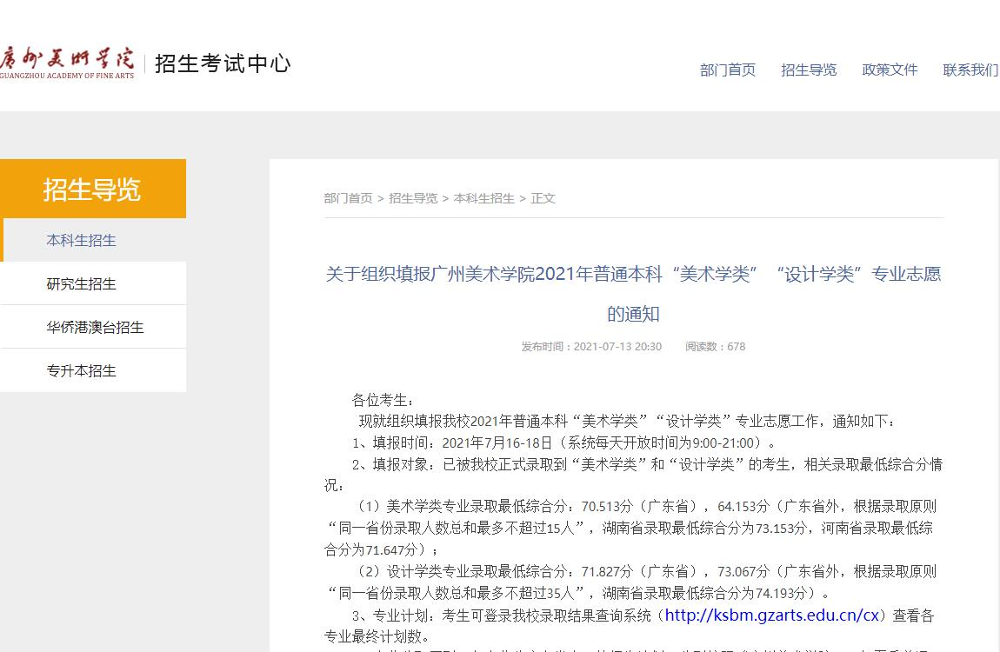 广州美术学院
GUANGZHOU ACADEMY OF FINE ARTS
招生考试中心
部门首页 招生导览 政策文件 联系我们
招生导览
本科生招生
研究生招生
华侨港澳台招生
专升本招生
部门首页 > 招生导览 > 本科生招生 > 正文
关于组织填报广州美术学院2021年普通本科“美术学类” “设计学类”专业志愿
的通知
发布时间：2021-07-13 20:30 阅读数：678
各位考生：
现就组织填报我校2021年普通本科“美术学类”“设计学类”专业志愿工作，通知如下：
1、填报时间：2021年7月16-18日（系统每天开放时间为9:00-21:00）。
2、填报对象：已被我校正式录取到“美术学类”和“设计学类”的考生，相关录取最低综合分情
况：
（1）美术学类专业录取最低综合分：70.513分（广东省），64.153分（广东省外，根据录取原则
“同一省份录取人数总和最多不超过15人”，湖南省录取最低综合分为73.153分，河南省录取最低综
合分为71.647分）；
（2）设计学类专业录取最低综合分：71.827分（广东省），73.067分（广东省外，根据录取原则
“同一省份录取人数总和最多不超过35人”，湖南省录取最低综合分为74.193分）。
3、专业计划：考生可登录我校录取结果查询系统（http://ksbm.gzarts.edu.cn/cx）查看各
专业最终计划数。